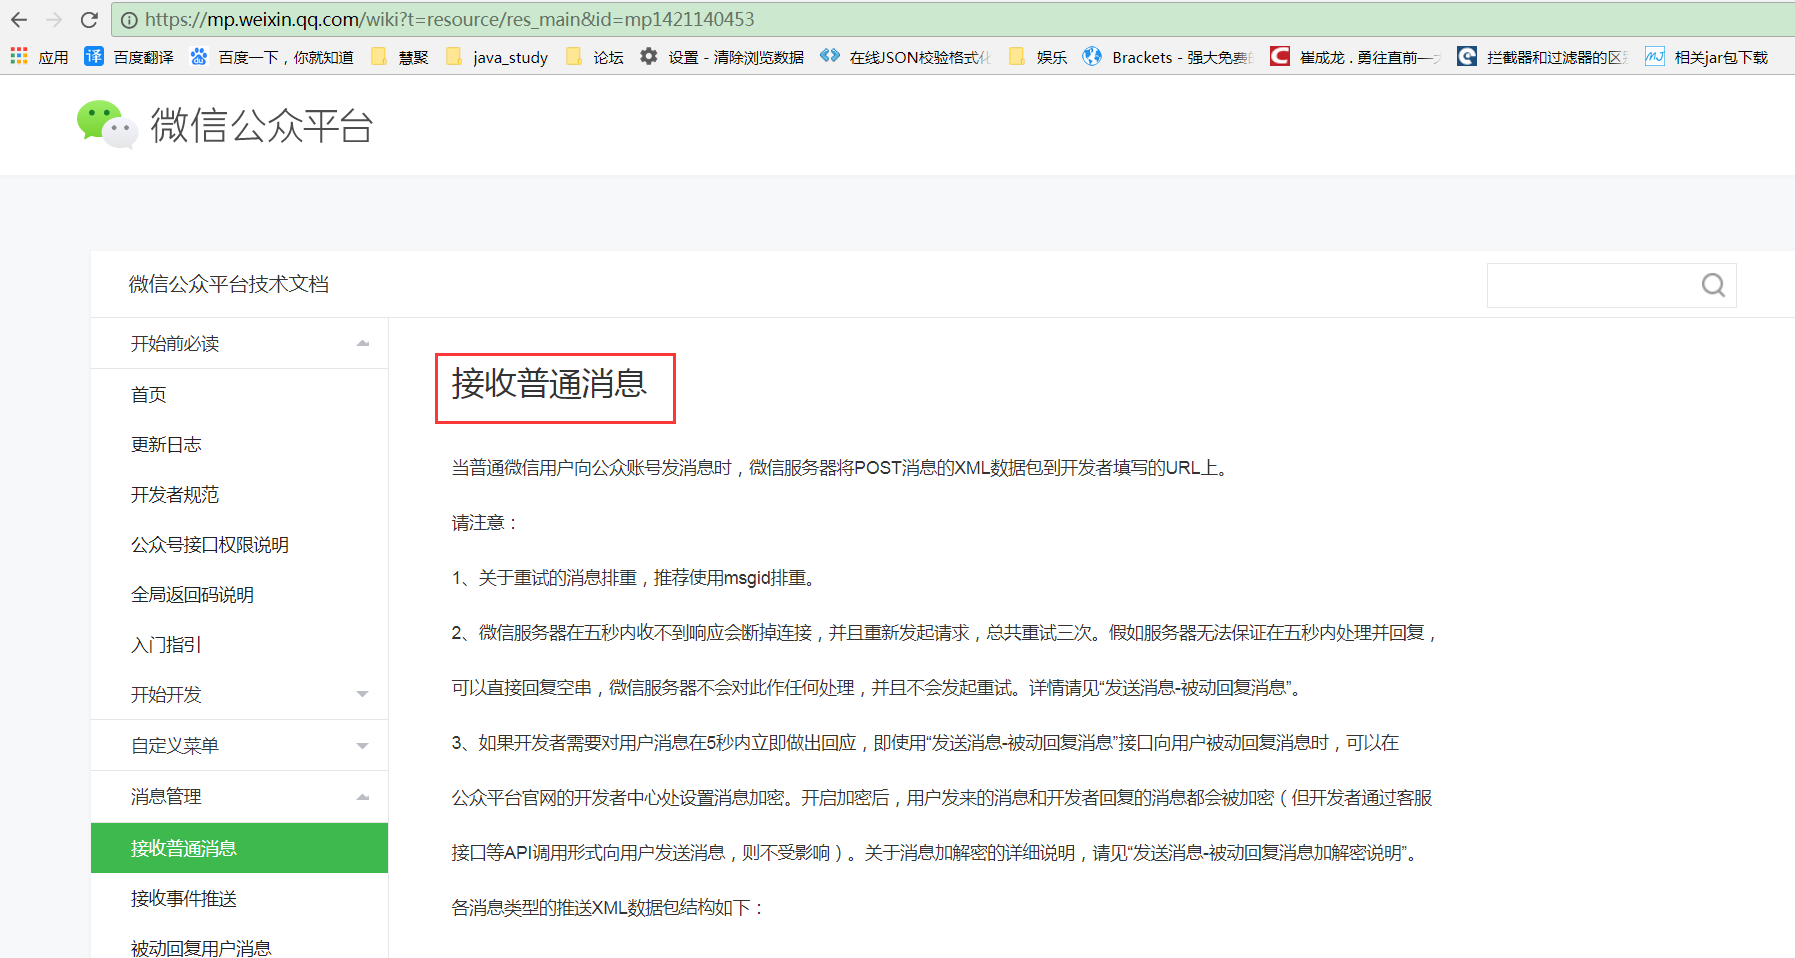 https://mp.weixin.qq.com/wiki?t=resource/res_main&id=mp1421140453
应用 译 百度翻译 百度一下，你就知道 慧聚 java_study 论坛 设置 - 清除浏览数据 在线JSON校验格式化 娱乐 Brackets - 强大免费 崔成龙 . 勇往直前一 拦截器和过滤器的区 MJ 相关jar包下载
微信公众平台
微信公众平台技术文档
开始前必读
首页
更新日志
开发者规范
公众号接口权限说明
全局返回码说明
入门指引
开始开发
自定义菜单
消息管理
接收普通消息
接收事件推送
被动回复用户消息
接收普通消息
当普通微信用户向公众账号发消息时，微信服务器将POST消息的XML数据包到开发者填写的URL上。
请注意：
1、关于重试的消息排重，推荐使用msgid排重。
2、微信服务器在五秒内收不到响应会断掉连接，并且重新发起请求，总共重试三次。假如服务器无法保证在五秒内处理并回复，
可以直接回复空串，微信服务器不会对此作任何处理，并且不会发起重试。详情请见“发送消息-被动回复消息”。
3、如果开发者需要对用户消息在5秒内立即做出回应，即使用“发送消息-被动回复消息”接口向用户被动回复消息时，可以在
公众平台官网的开发者中心处设置消息加密。开启加密后，用户发来的消息和开发者回复的消息都会被加密（但开发者通过客服
接口等API调用形式向用户发送消息，则不受影响）。关于消息加解密的详细说明，请见“发送消息-被动回复消息加解密说明”。
各消息类型的推送XML数据包结构如下：